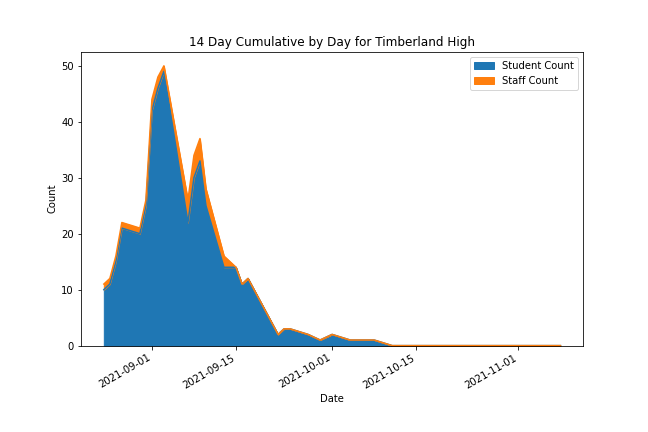 14 Day Cumulative by Day for Timberland High
Student Count
Staff Count
Count
50
40
30
20
10
0
2021-09-01
2021-09-15
2021-10-01
2021-10-15
2021-11-01
Date